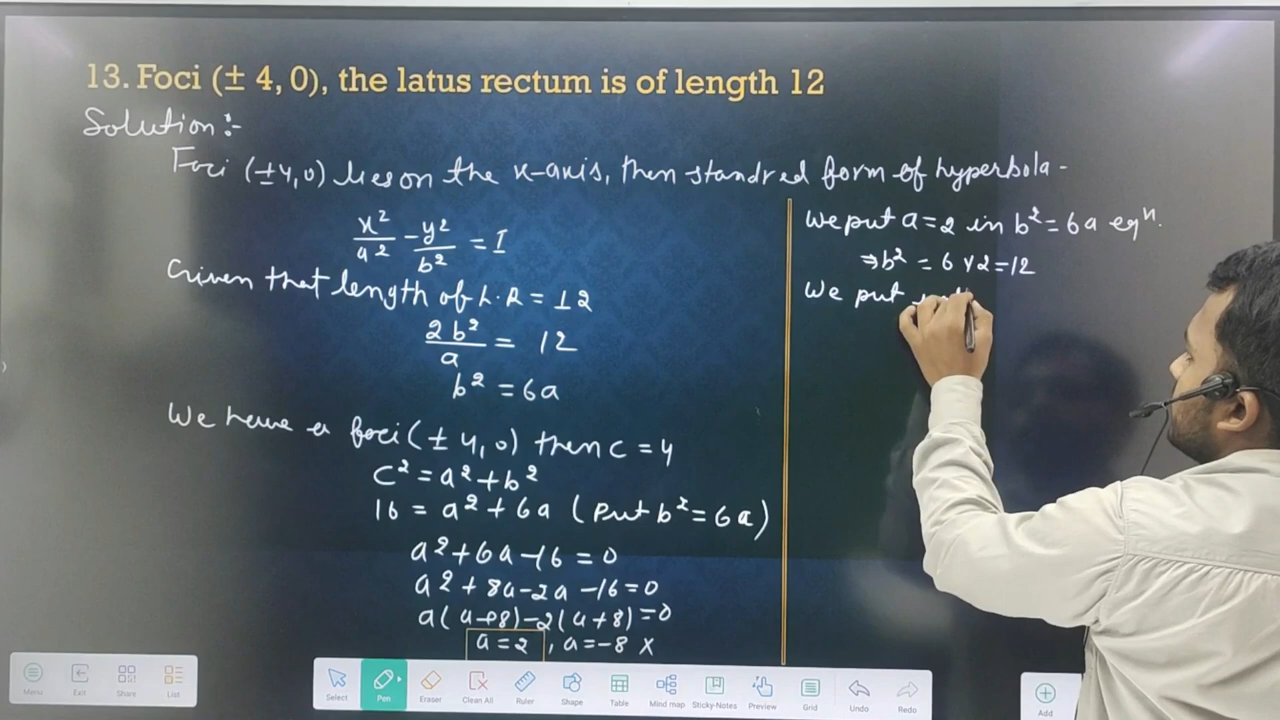 13. Foci (± 4, 0), the latus rectum is of length 12
Solution:-
Foci (±4,0) lies on the x-axis, then standred form of hyperbola -
x²/a² - y²/b² = 1
Given that length of L.R = 12
2b²/a = 12
b² = 6a
We have a foci (± 4, 0) then c = 4
c² = a² + b²
16 = a² + 6a (Put b² = 6a)
a² + 6a - 16 = 0
a² + 8a - 2a - 16 = 0
a(a+8) - 2(a+8) = 0
a = 2, a = -8 ×
We put a = 2 in b² = 6a eqⁿ.
⇒ b² = 6 × 2 = 12
We put
Menu
Exit
Share
List
Select
Pen
Eraser
Clean All
Ruler
Shape
Table
Mind map
Sticky-Notes
Preview
Grid
Undo
Redo
Add